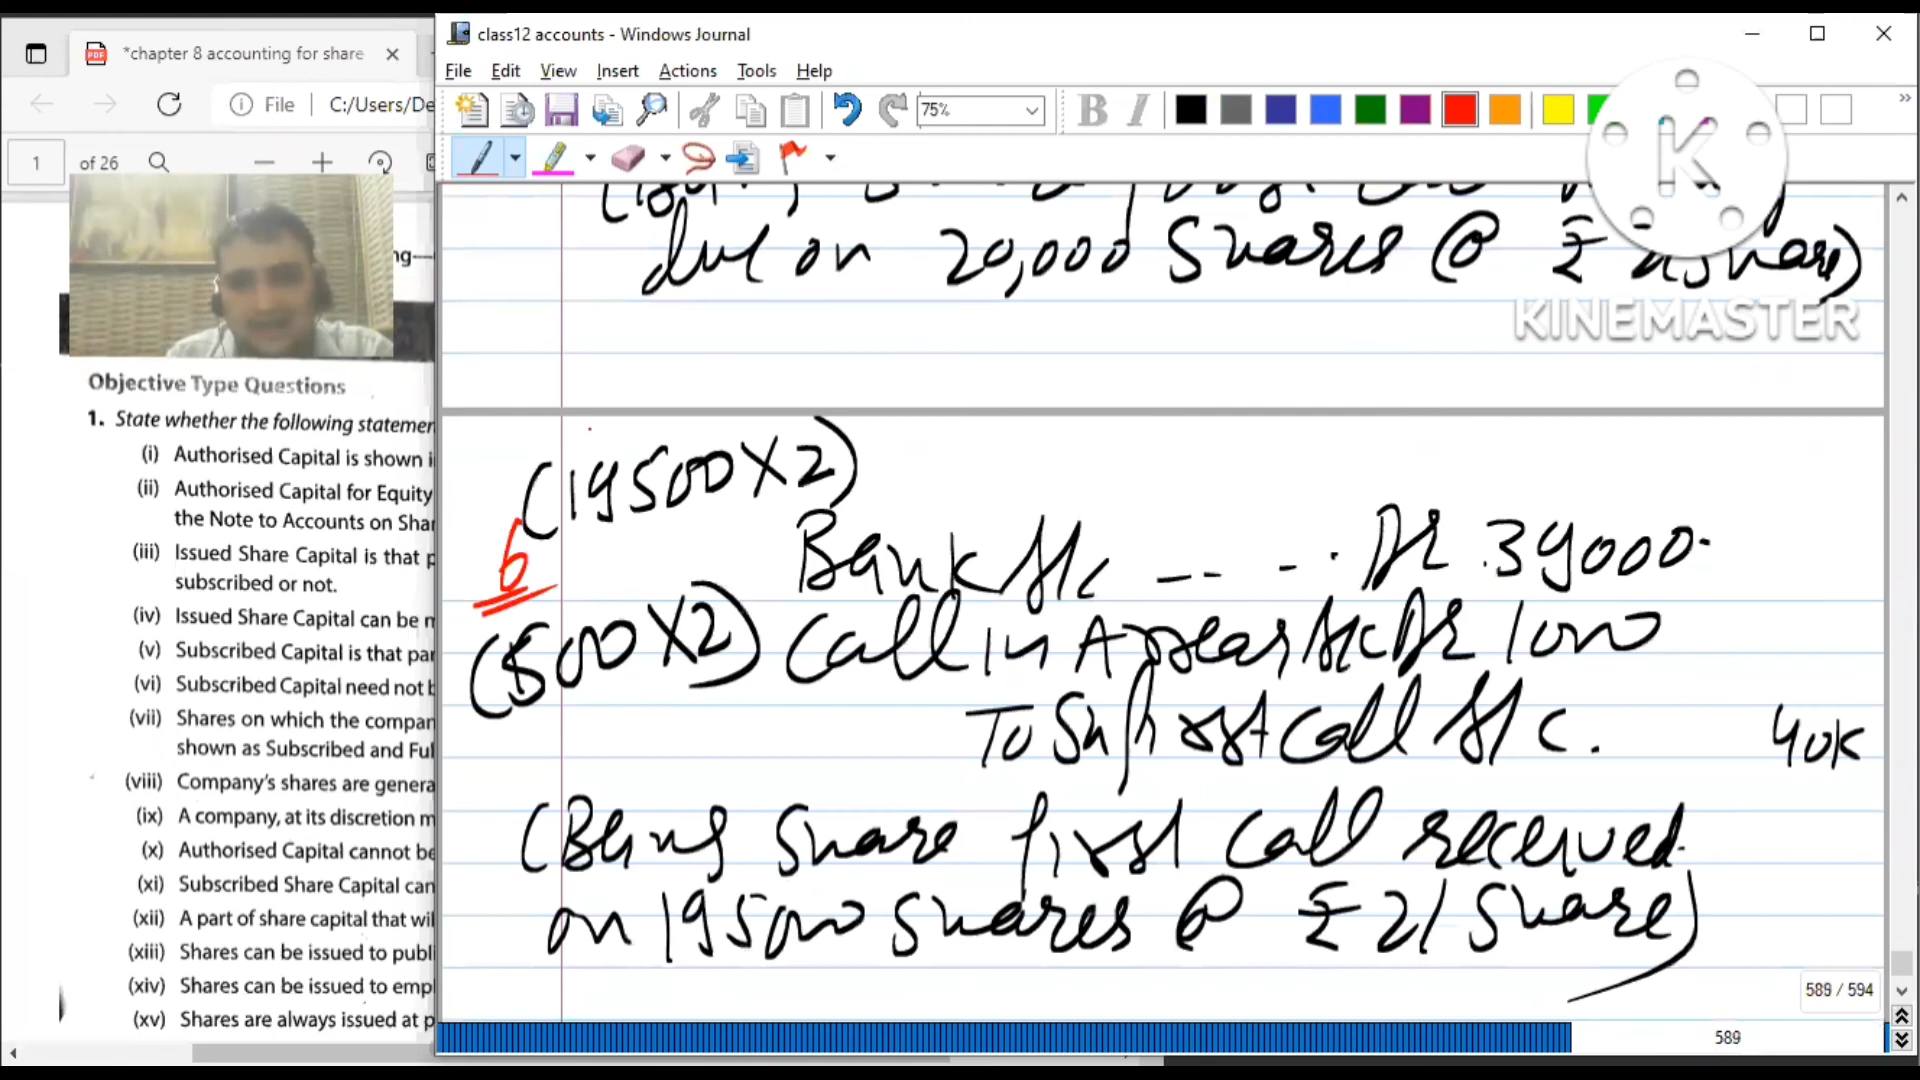 *chapter 8 accounting for share
class12 accounts - Windows Journal
File Edit View Insert Actions Tools Help
File C:/Users/De
75%
B I
1 of 26
K
KINEMASTER
due on 20,000 Shares @ ₹ 2/Share)
ng—
Objective Type Questions
1. State whether the following statemen
(i) Authorised Capital is shown i
(ii) Authorised Capital for Equity
the Note to Accounts on Shar
(iii) Issued Share Capital is that p
subscribed or not.
(iv) Issued Share Capital can be m
(v) Subscribed Capital is that par
(vi) Subscribed Capital need not b
(vii) Shares on which the compan
shown as Subscribed and Ful
(viii) Company's shares are genera
(ix) A company, at its discretion m
(x) Authorised Capital cannot be
(xi) Subscribed Share Capital can
(xii) A part of share capital that wil
(xiii) Shares can be issued to publi
(xiv) Shares can be issued to emp
(xv) Shares are always issued at p
(19500X2)
6 Bank A/c -- - . Dr. 39000
(500X2) Call in A/c Dr 1000
To Sh first Call A/c. 40K
(Being Share first Call received
on 19500 Shares @ ₹ 2/Share)
589 / 594
589